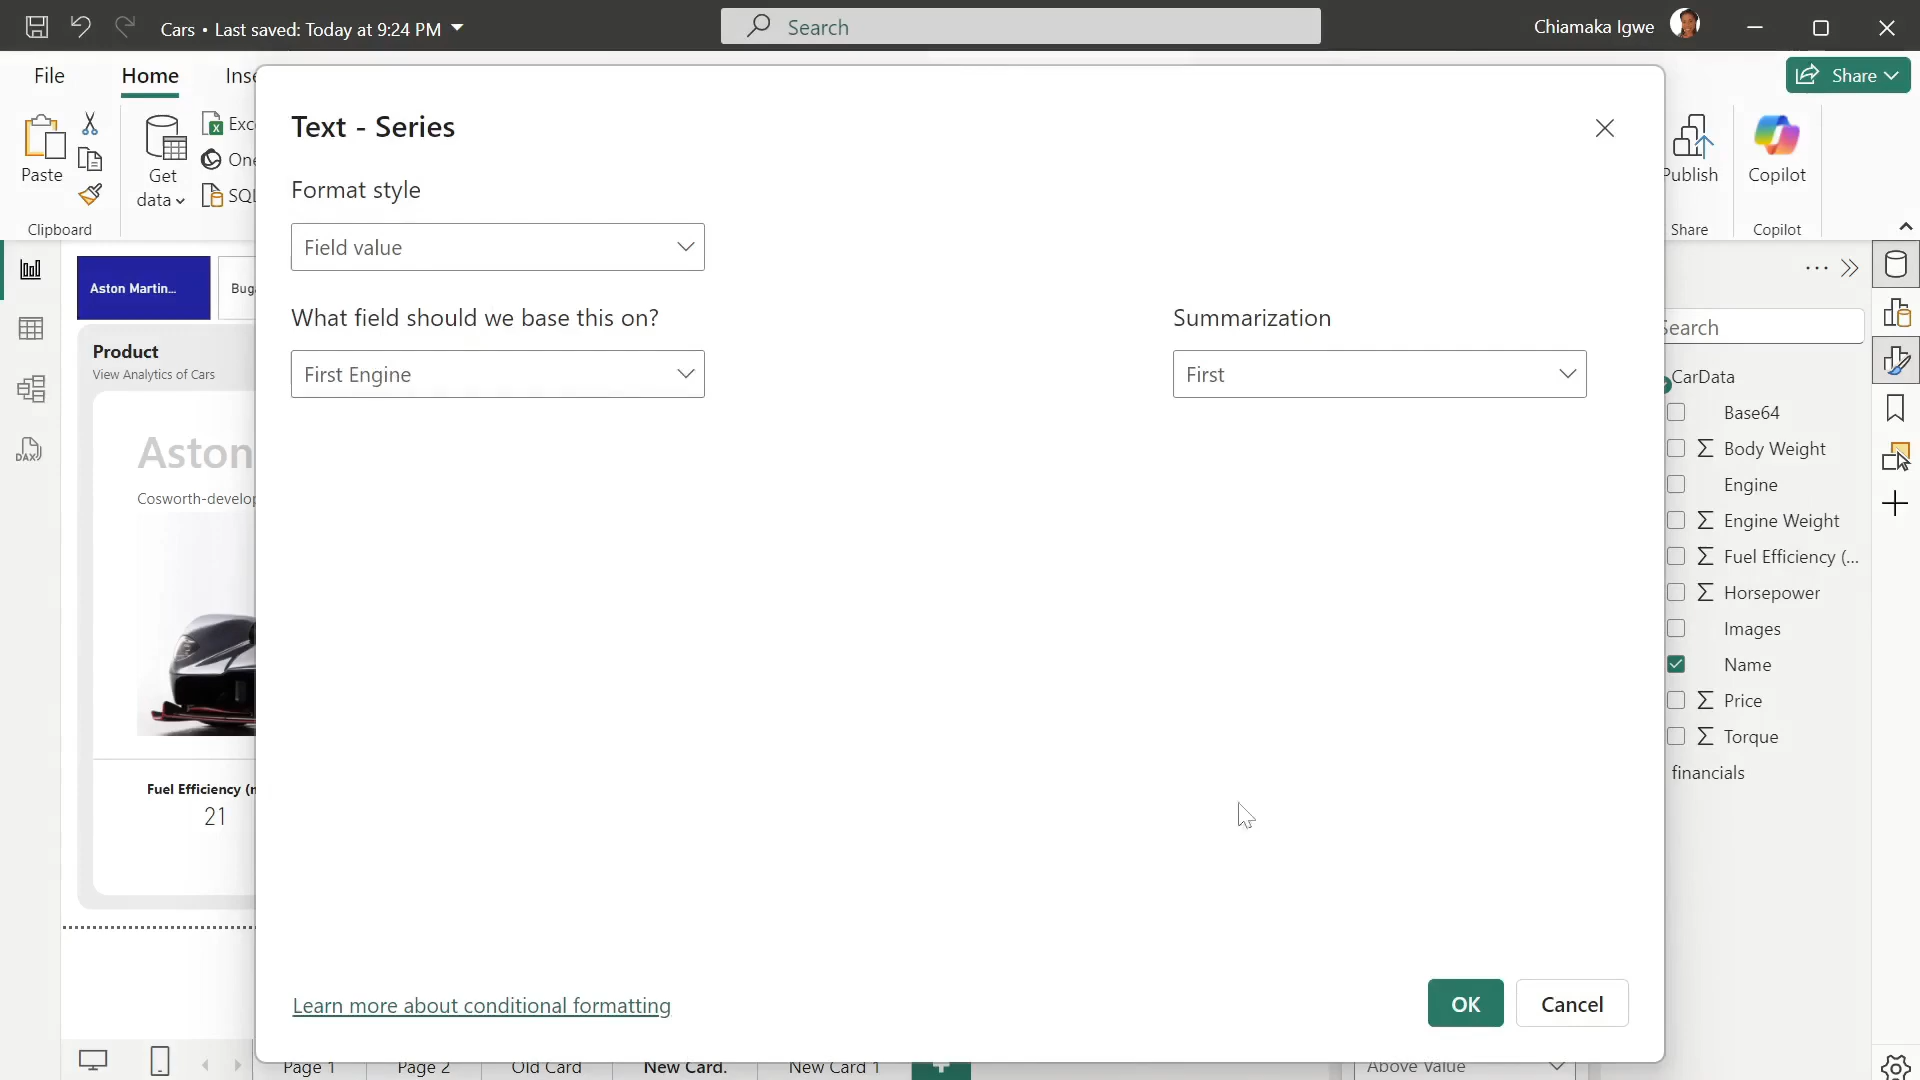 Cars • Last saved: Today at 9:24 PM
Search
Chiamaka Igwe
File
Home
Share
Paste
Get
data
Clipboard
Publish
Share
Copilot
Copilot
Text - Series
Format style
Field value
What field should we base this on?
First Engine
Summarization
First
Learn more about conditional formatting
OK
Cancel
Aston Martin...
Product
View Analytics of Cars
Aston
Cosworth-develop
Fuel Efficiency (m
21
DAX
Search
CarData
Base64
Body Weight
Engine
Engine Weight
Fuel Efficiency (...
Horsepower
Images
Name
Price
Torque
financials
Page 1
Page 2
Old Card
New Card.
New Card 1
Above Value